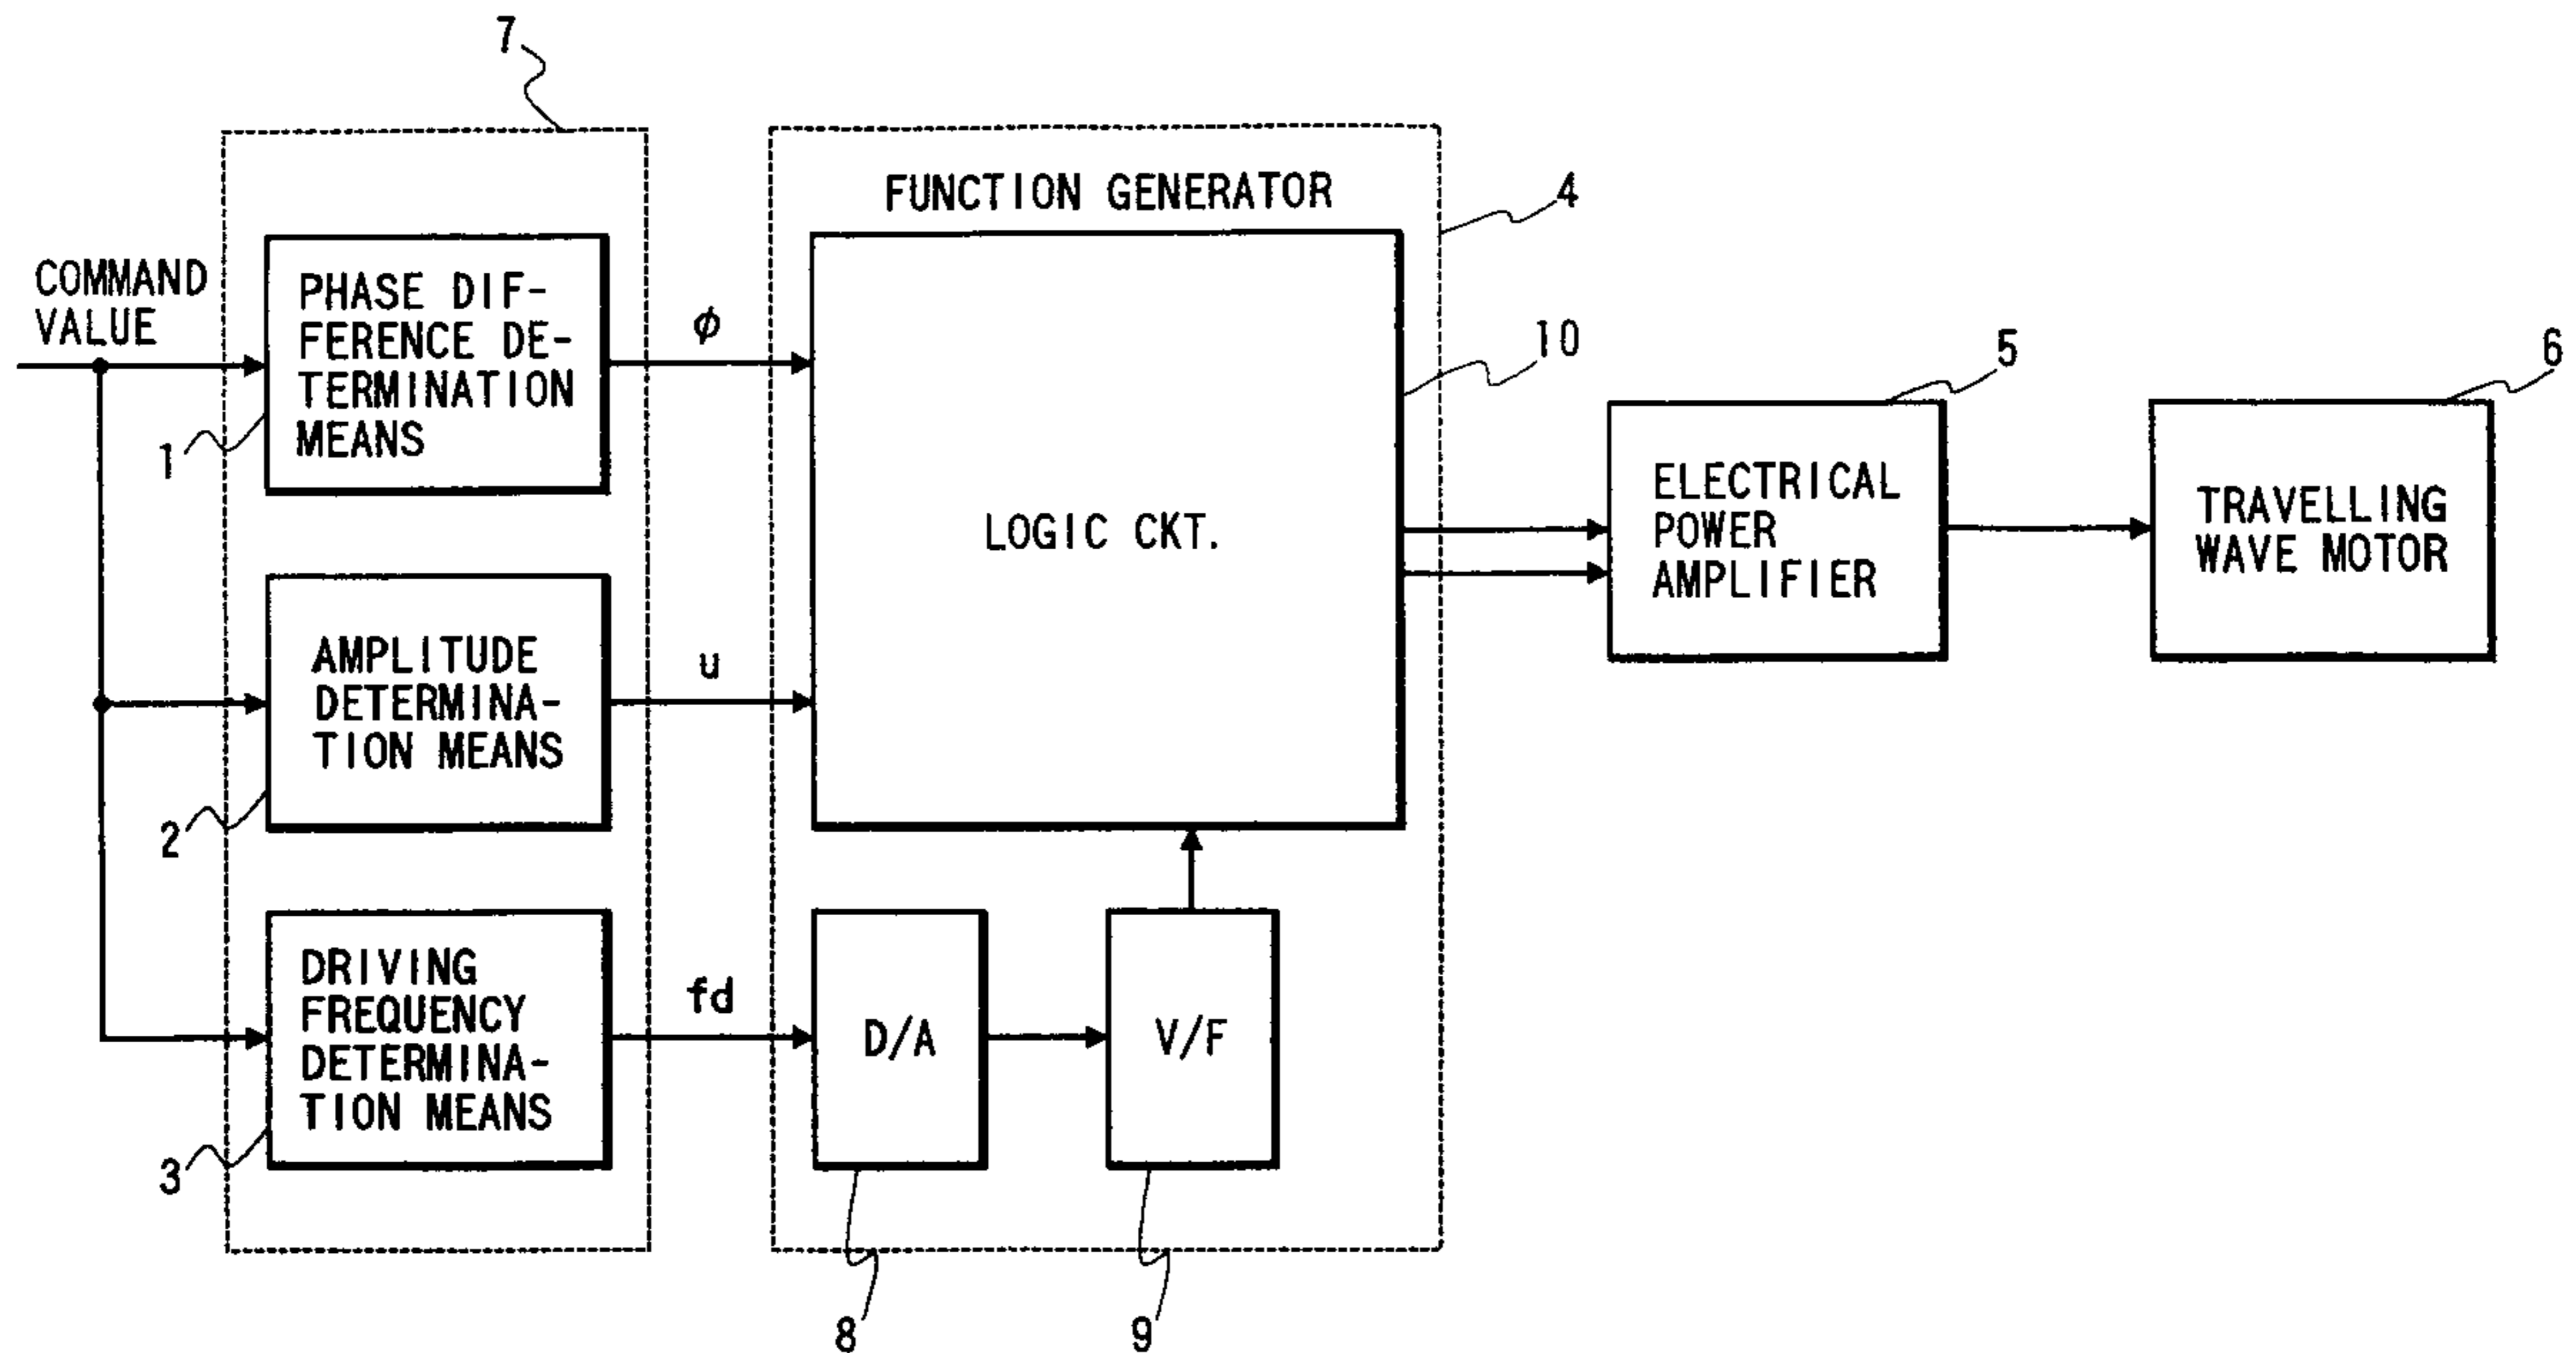 7
FUNCTION GENERATOR
4
COMMAND
VALUE
PHASE DIF-
FERENCE DE-
TERMINATION
MEANS
1
φ
LOGIC CKT.
10
5
ELECTRICAL
POWER
AMPLIFIER
6
TRAVELLING
WAVE MOTOR
AMPLITUDE
DETERMINA-
TION MEANS
2
u
DRIVING
FREQUENCY
DETERMINA-
TION MEANS
3
fd
D/A
V/F
8
9